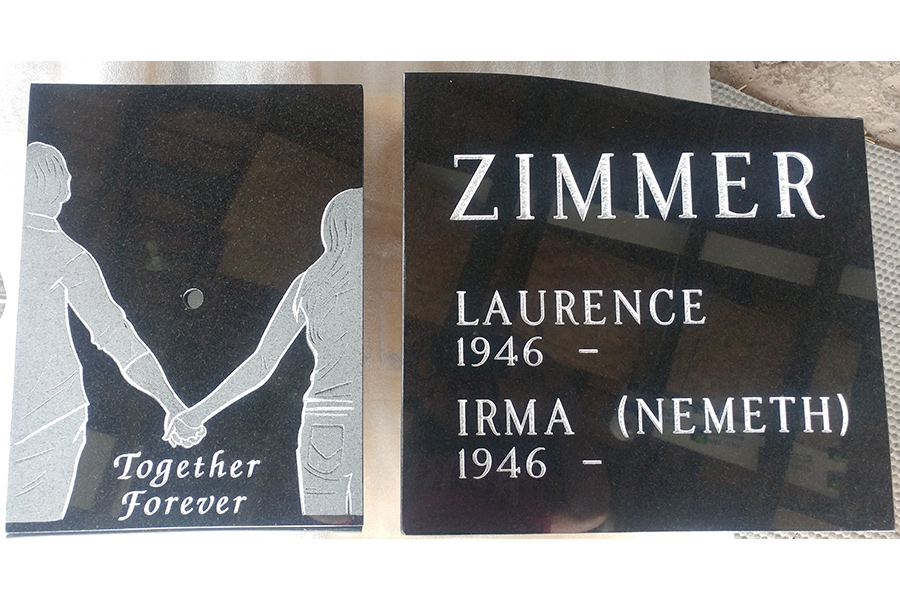 Together
Forever
ZIMMER
LAURENCE
1946 –
IRMA (NEMETH)
1946 –